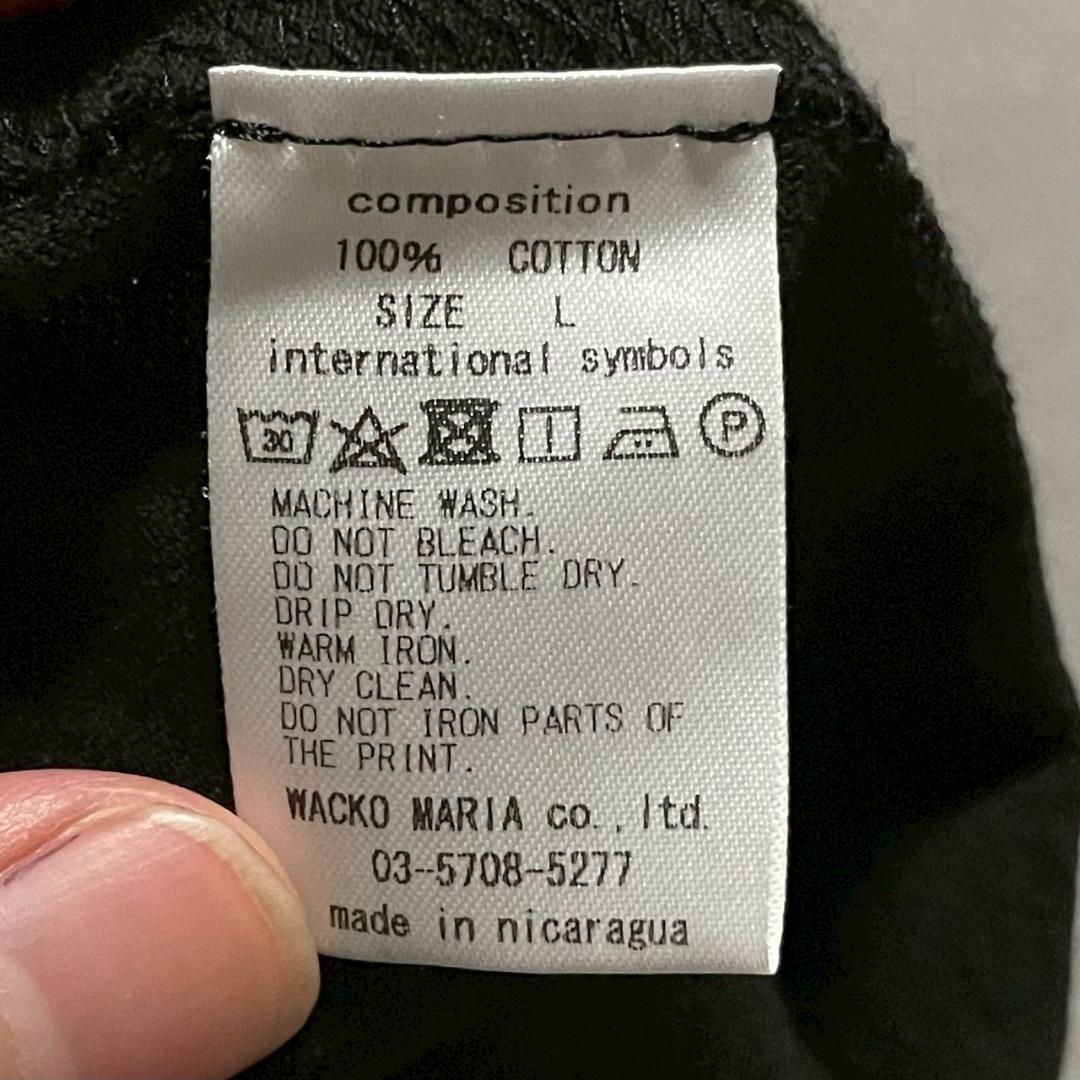 composition
100% COTTON
SIZE L
international symbols
30 P
MACHINE WASH.
DO NOT BLEACH.
DO NOT TUMBLE DRY.
DRIP DRY.
WARM IRON.
DRY CLEAN.
DO NOT IRON PARTS OF
THE PRINT.
WACKO MARIA co., ltd.
03-5708-5277
made in nicaragua